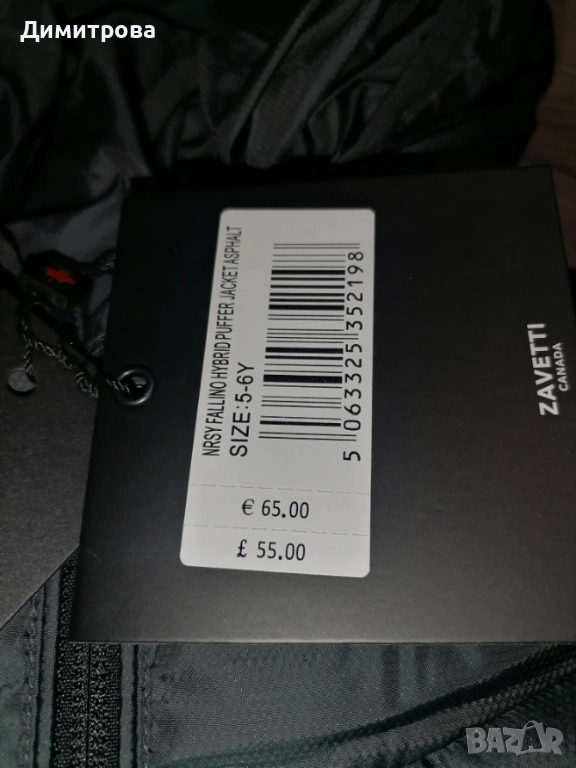 Димитрова
NRSY FALLINO HYBRID PUFFER JACKET ASPHALT
SIZE:5-6Y
5 063325 352198
€ 65.00
£ 55.00
ZAVETTI
CANADA
BAZAR